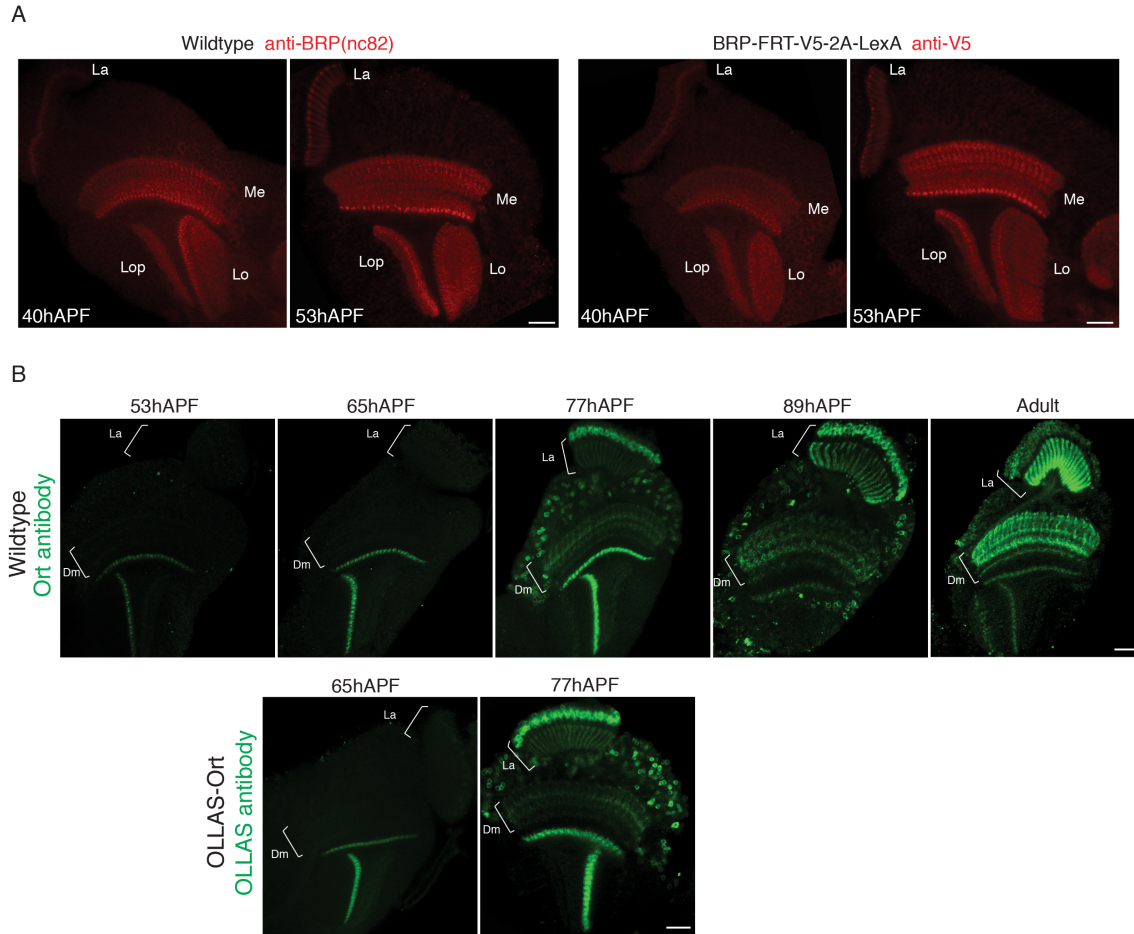 A
Wildtype anti-BRP(nc82)
BRP-FRT-V5-2A-LexA anti-V5
La
Me
Lop
Lo
40hAPF
La
Me
Lop
Lo
53hAPF
La
Me
Lop
Lo
40hAPF
La
Me
Lop
Lo
53hAPF
B
53hAPF
65hAPF
77hAPF
89hAPF
Adult
Wildtype
Ort antibody
La
Dm
La
Dm
La
Dm
La
Dm
La
Dm
65hAPF
77hAPF
OLLAS-Ort
OLLAS antibody
La
Dm
La
Dm